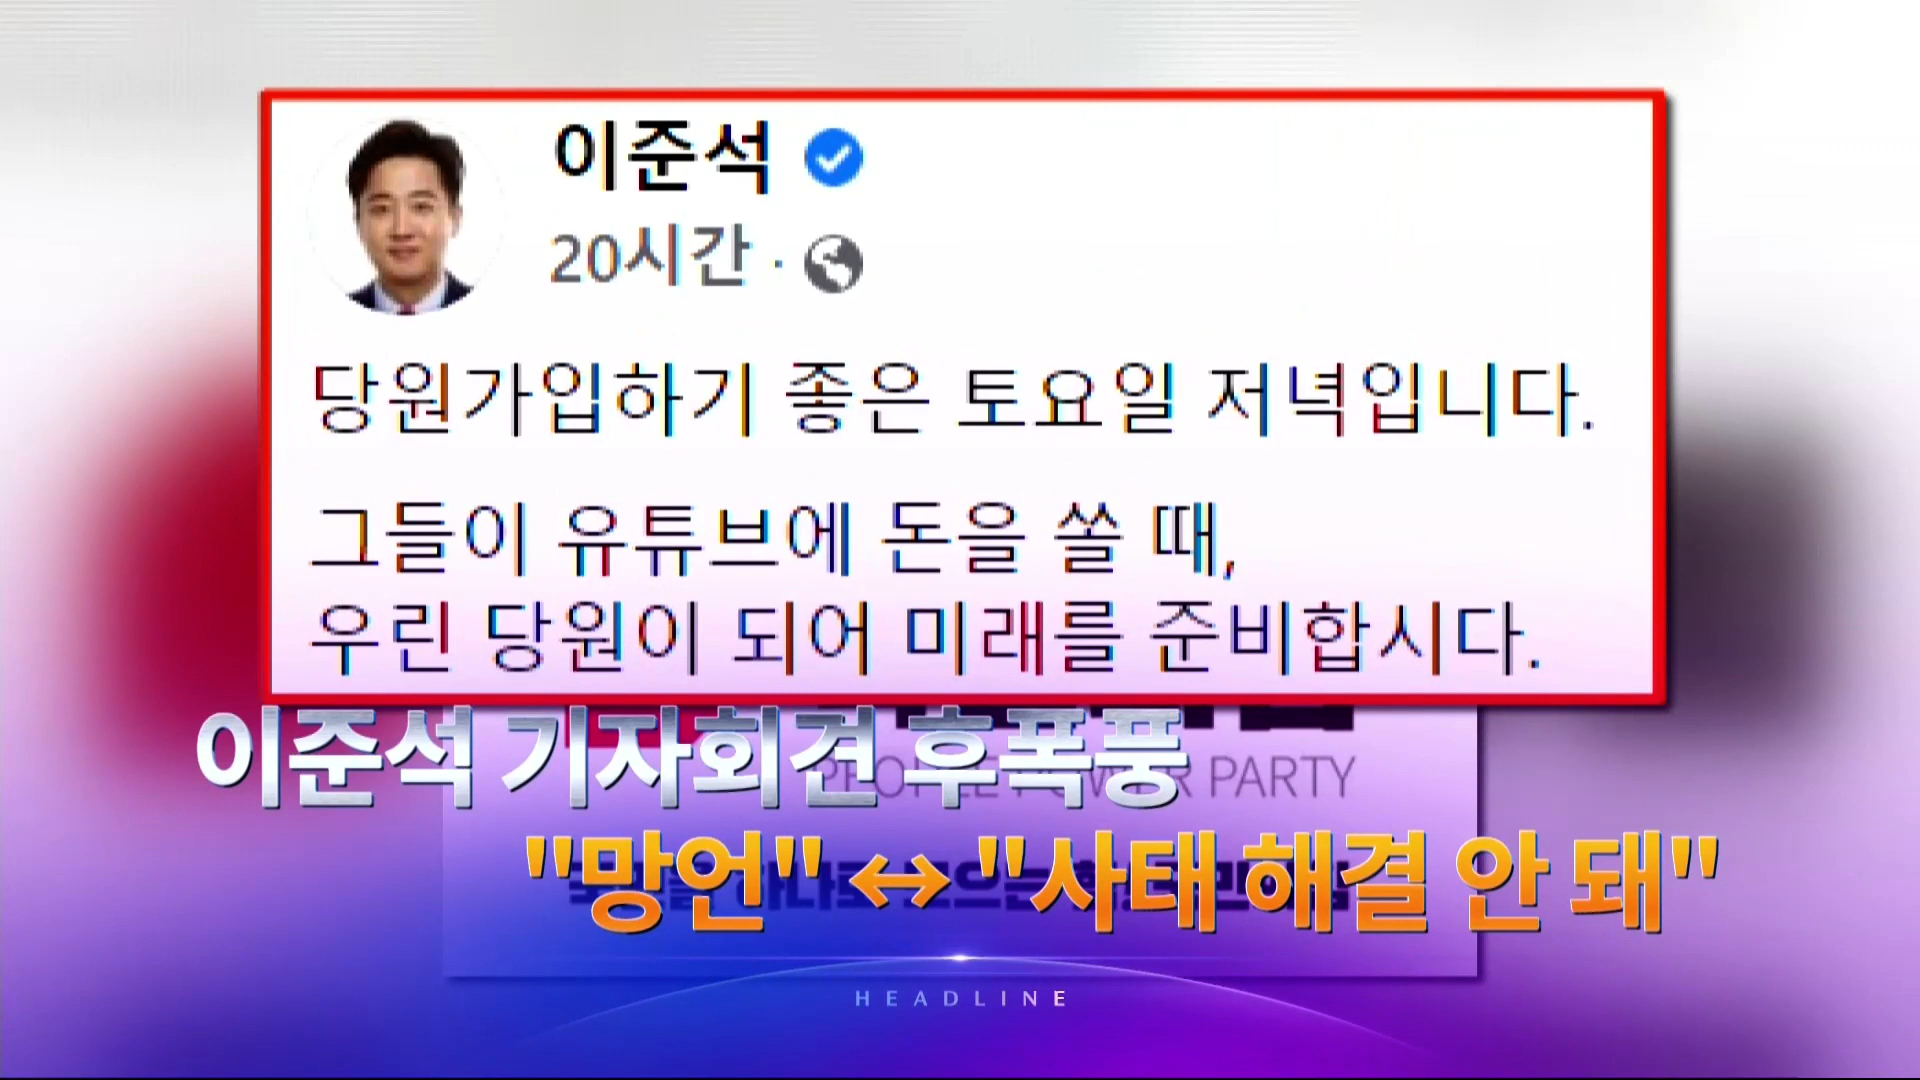 이준석
20시간 ·
당원가입하기 좋은 토요일 저녁입니다.
그들이 유튜브에 돈을 쏠 때,
우린 당원이 되어 미래를 준비합시다.
이준석 기자회견 후폭풍
PEOPLE POWER PARTY
"망언" ↔ "사태 해결 안 돼"
HEADLINE